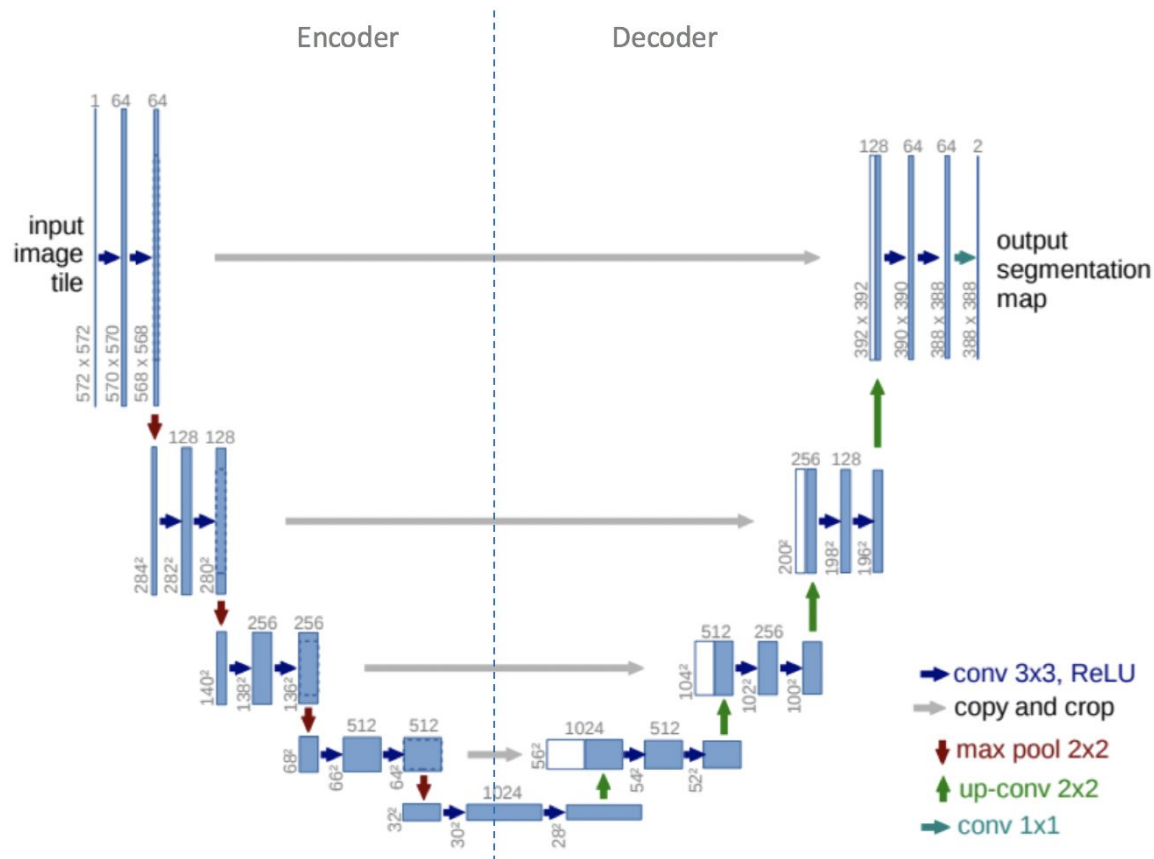 Encoder
Decoder
1 64 64
input
image
tile
572 x 572
570 x 570
568 x 568
128 64 64 2
output
segmentation
map
392 x 392
390 x 390
388 x 388
388 x 388
128 128
284²
282²
280²
256 128
200²
198²
196²
256 256
140²
138²
136²
512 256
104²
102²
100²
512 512
68²
66²
64²
1024 512
56²
54²
52²
1024
32²
30²
28²
conv 3x3, ReLU
copy and crop
max pool 2x2
up-conv 2x2
conv 1x1